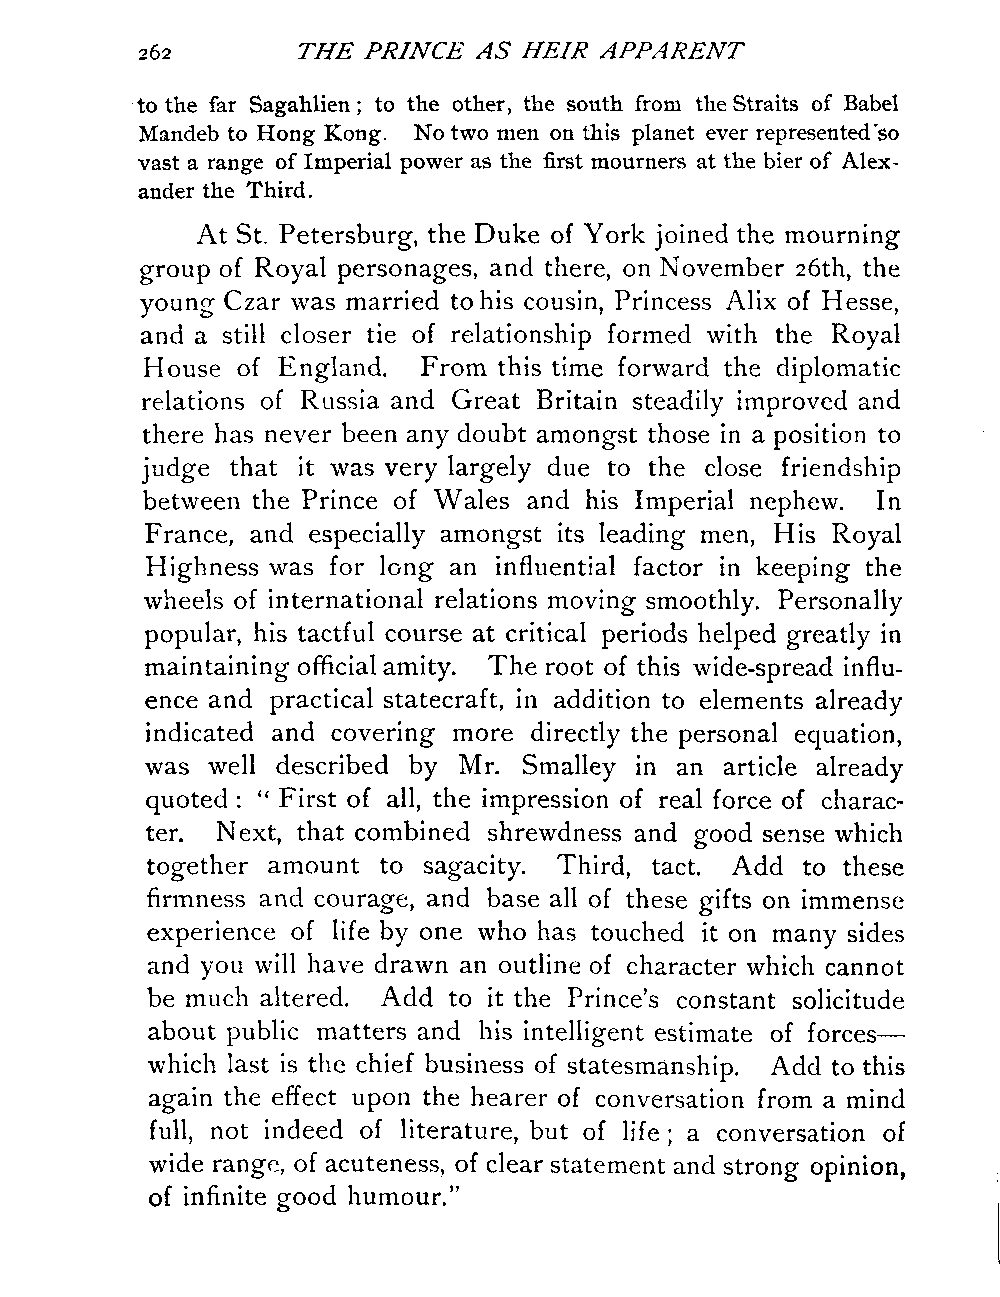 262 THE PRINCE AS HEIR APPARENT
to the far Sagahlien; to the other, the south from the Straits of Babel
Mandeb to Hong Kong. No two men on this planet ever represented so
vast a range of Imperial power as the first mourners at the bier of Alex-
ander the Third.
At St. Petersburg, the Duke of York joined the mourning
group of Royal personages, and there, on November 26th, the
young Czar was married to his cousin, Princess Alix of Hesse,
and a still closer tie of relationship formed with the Royal
House of England. From this time forward the diplomatic
relations of Russia and Great Britain steadily improved and
there has never been any doubt amongst those in a position to
judge that it was very largely due to the close friendship
between the Prince of Wales and his Imperial nephew. In
France, and especially amongst its leading men, His Royal
Highness was for long an influential factor in keeping the
wheels of international relations moving smoothly. Personally
popular, his tactful course at critical periods helped greatly in
maintaining official amity. The root of this wide-spread influ-
ence and practical statecraft, in addition to elements already
indicated and covering more directly the personal equation,
was well described by Mr. Smalley in an article already
quoted: "First of all, the impression of real force of charac-
ter. Next, that combined shrewdness and good sense which
together amount to sagacity. Third, tact. Add to these
firmness and courage, and base all of these gifts on immense
experience of life by one who has touched it on many sides
and you will have drawn an outline of character which cannot
be much altered. Add to it the Prince's constant solicitude
about public matters and his intelligent estimate of forces—
which last is the chief business of statesmanship. Add to this
again the effect upon the hearer of conversation from a mind
full, not indeed of literature, but of life; a conversation of
wide range, of acuteness, of clear statement and strong opinion,
of infinite good humour."